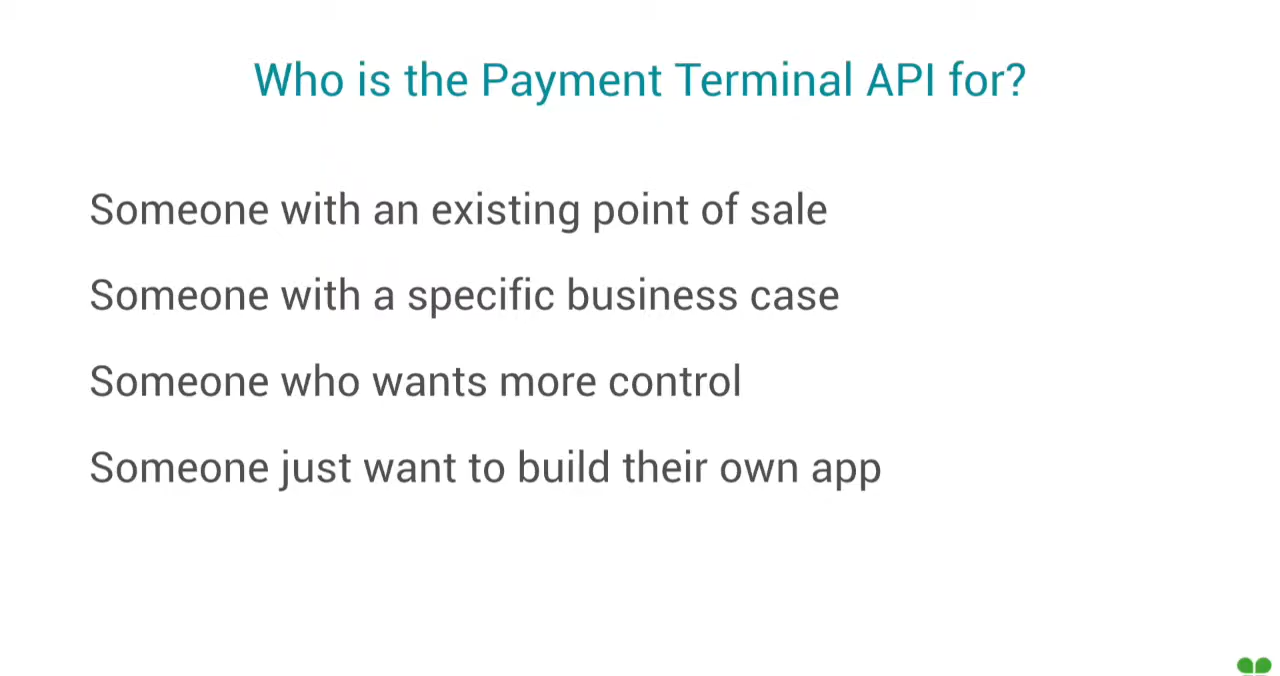 Who is the Payment Terminal API for?
Someone with an existing point of sale
Someone with a specific business case
Someone who wants more control
Someone just want to build their own app